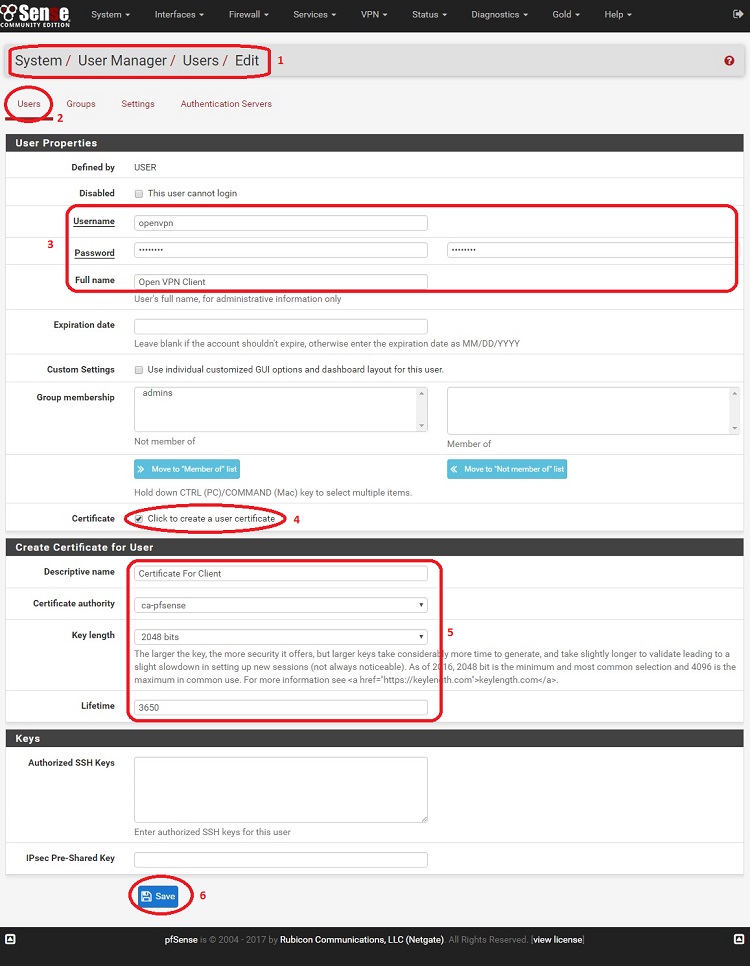 Sense
COMMUNITY EDITION
System Interfaces Firewall Services VPN Status Diagnostics Gold Help
System / User Manager / Users / Edit 1
Users Groups Settings Authentication Servers
2
User Properties
Defined by USER
Disabled This user cannot login
Username openvpn
3
Password •••••••• ••••••••
Full name Open VPN Client
User's full name, for administrative information only
Expiration date
Leave blank if the account shouldn't expire, otherwise enter the expiration date as MM/DD/YYYY
Custom Settings Use individual customized GUI options and dashboard layout for this user.
Group membership admins
Not member of Member of
Move to "Member of" list Move to "Not member of" list
Hold down CTRL (PC)/COMMAND (Mac) key to select multiple items.
Certificate Click to create a user certificate 4
Create Certificate for User
Descriptive name Certificate For Client
Certificate authority ca-pfsense
Key length 2048 bits 5
The larger the key, the more security it offers, but larger keys take considerably more time to generate, and take slightly longer to validate leading to a
slight slowdown in setting up new sessions (not always noticeable). As of 2016, 2048 bit is the minimum and most common selection and 4096 is the
maximum in common use. For more information see <a href="https://keylength.com">keylength.com</a>.
Lifetime 3650
Keys
Authorized SSH Keys
Enter authorized SSH keys for this user
IPsec Pre-Shared Key
Save 6
pfSense is © 2004 - 2017 by Rubicon Communications, LLC (Netgate). All Rights Reserved. [view license]